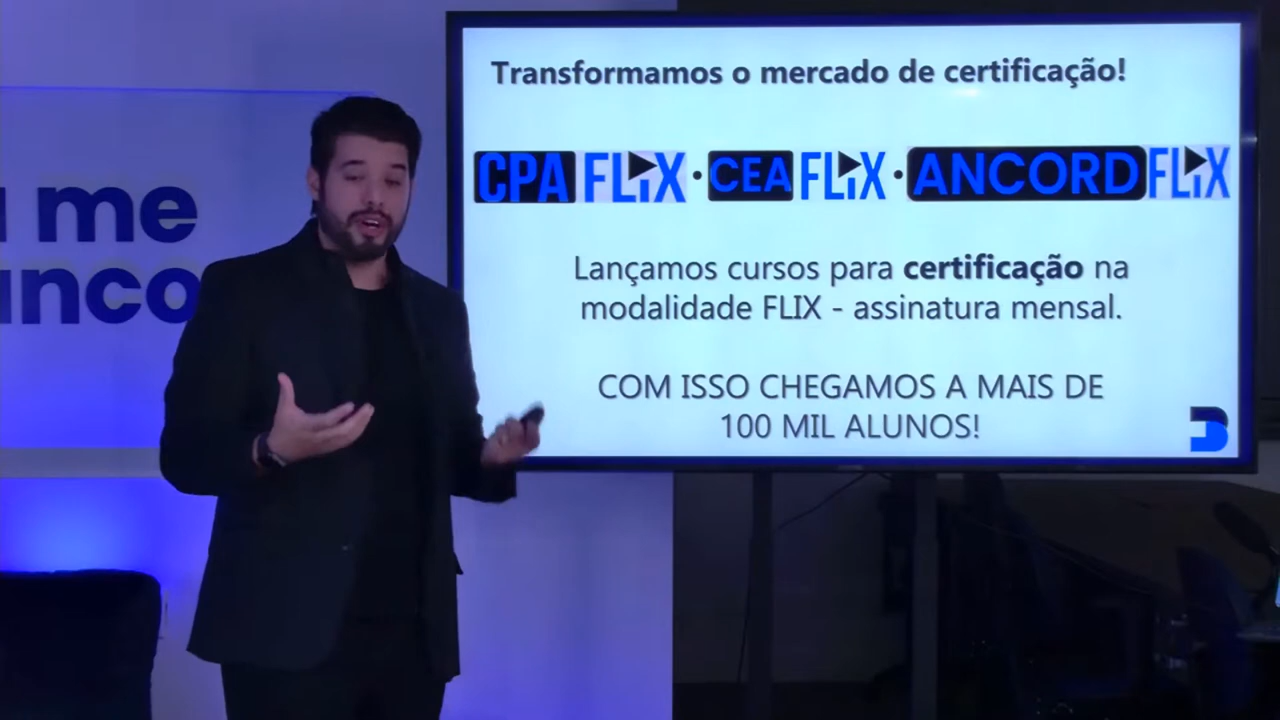 me
Transformamos o mercado de certificação!
CPA FLIX • CEA FLIX • ANCORD FLIX
Lançamos cursos para certificação na
modalidade FLIX - assinatura mensal.
COM ISSO CHEGAMOS A MAIS DE
100 MIL ALUNOS!